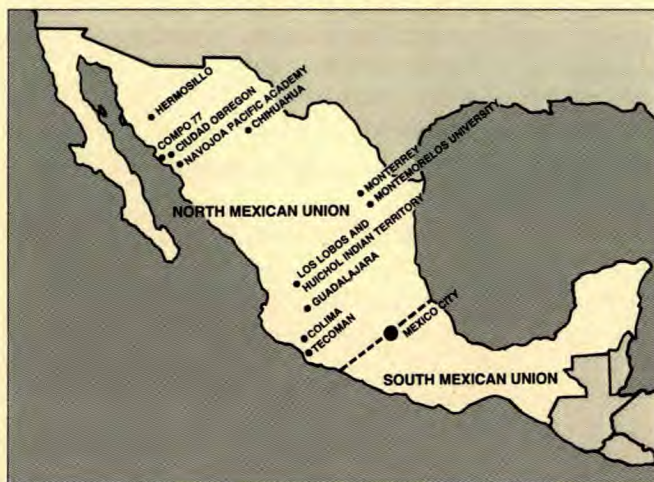 HERMOSILLO
COMPO 77
CIUDAD OBREGON
NAVOJOA PACIFIC ACADEMY
CHIHUAHUA
MONTERREY
MONTEMORELOS UNIVERSITY
NORTH MEXICAN UNION
LOS LOBOS AND
HUICHOL INDIAN TERRITORY
GUADALAJARA
COLIMA
TECOMAN
MEXICO CITY
SOUTH MEXICAN UNION